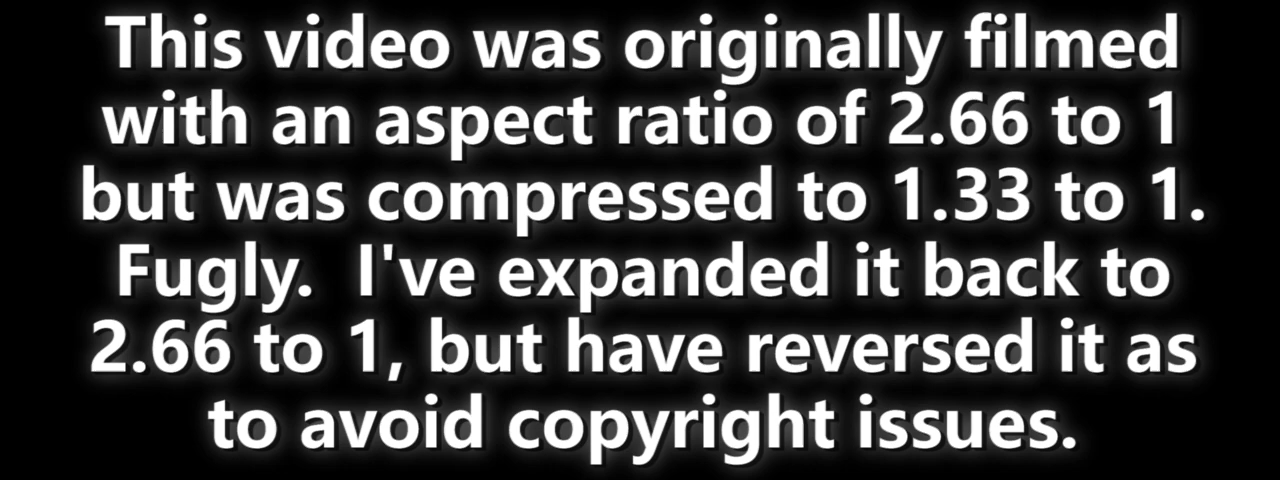 This video was originally filmed
with an aspect ratio of 2.66 to 1
but was compressed to 1.33 to 1.
Fugly.  I've expanded it back to
2.66 to 1, but have reversed it as
to avoid copyright issues.